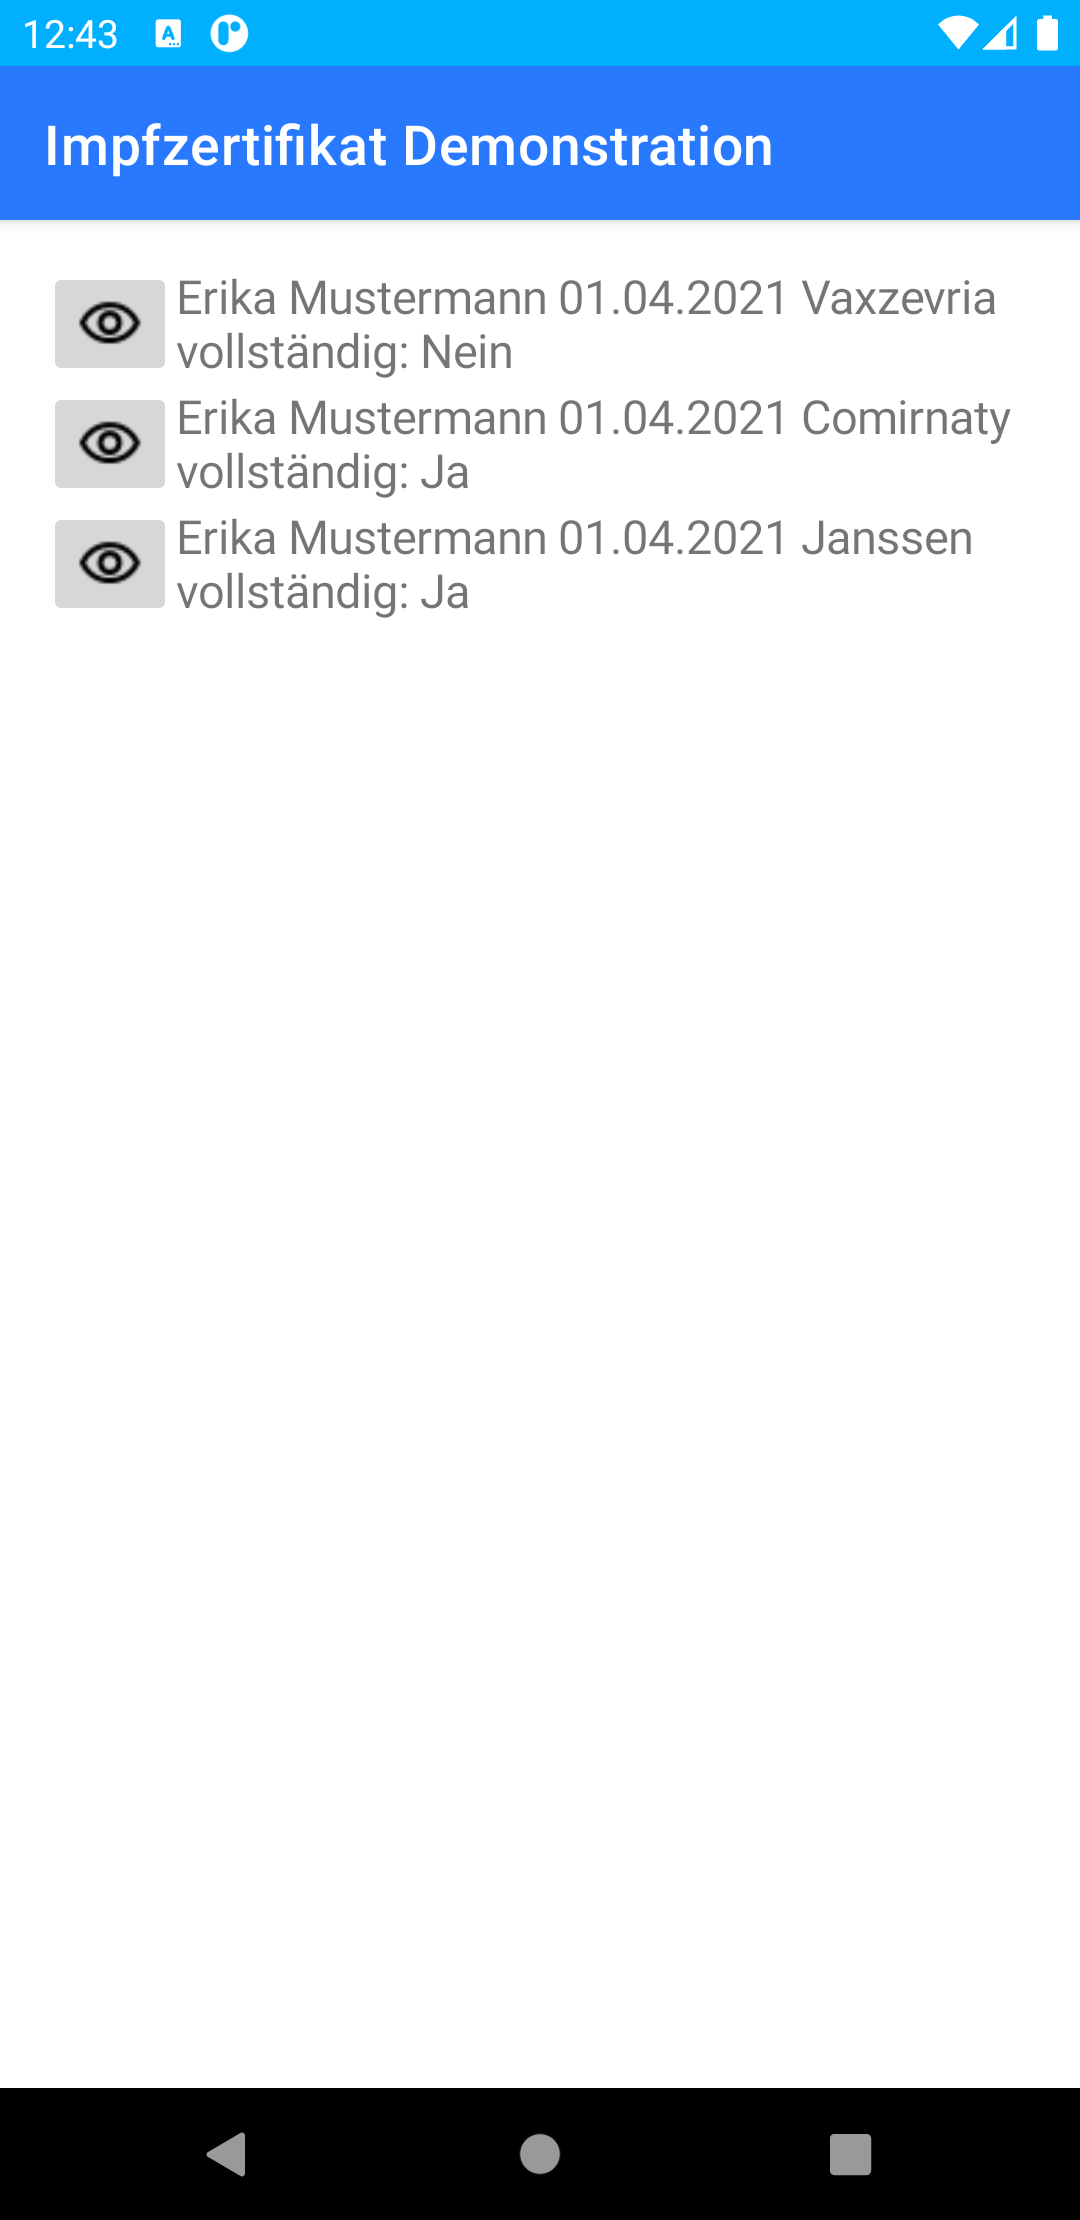 12:43
Impfzertifikat Demonstration
Erika Mustermann 01.04.2021 Vaxzevria
vollständig: Nein
Erika Mustermann 01.04.2021 Comirnaty
vollständig: Ja
Erika Mustermann 01.04.2021 Janssen
vollständig: Ja